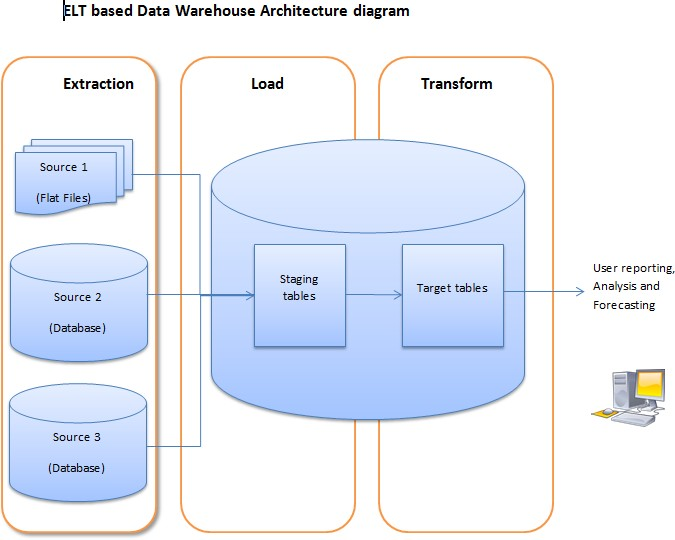 ELT based Data Warehouse Architecture diagram
Extraction
Load
Transform
Source 1
(Flat Files)
Source 2
(Database)
Source 3
(Database)
Staging
tables
Target tables
User reporting,
Analysis and
Forecasting